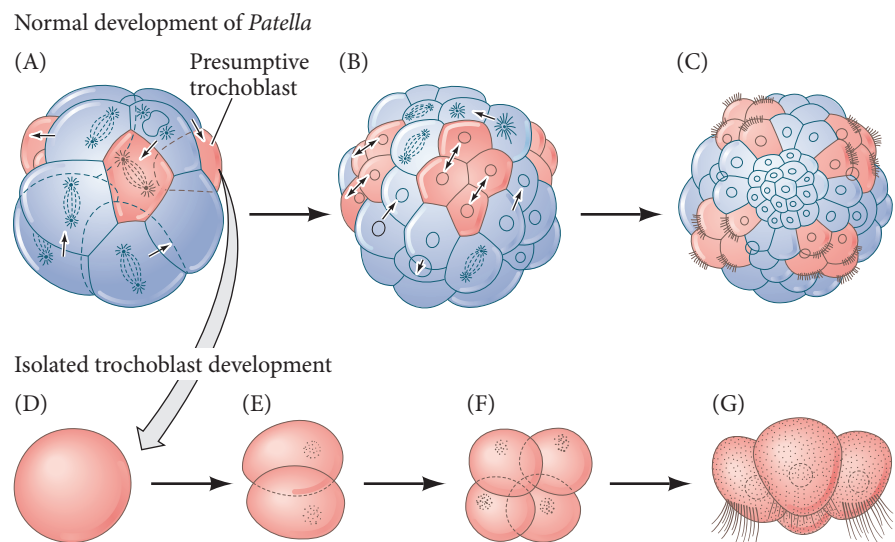 Normal development of Patella
(A)
Presumptive
trochoblast
(B)
(C)
Isolated trochoblast development
(D)
(E)
(F)
(G)